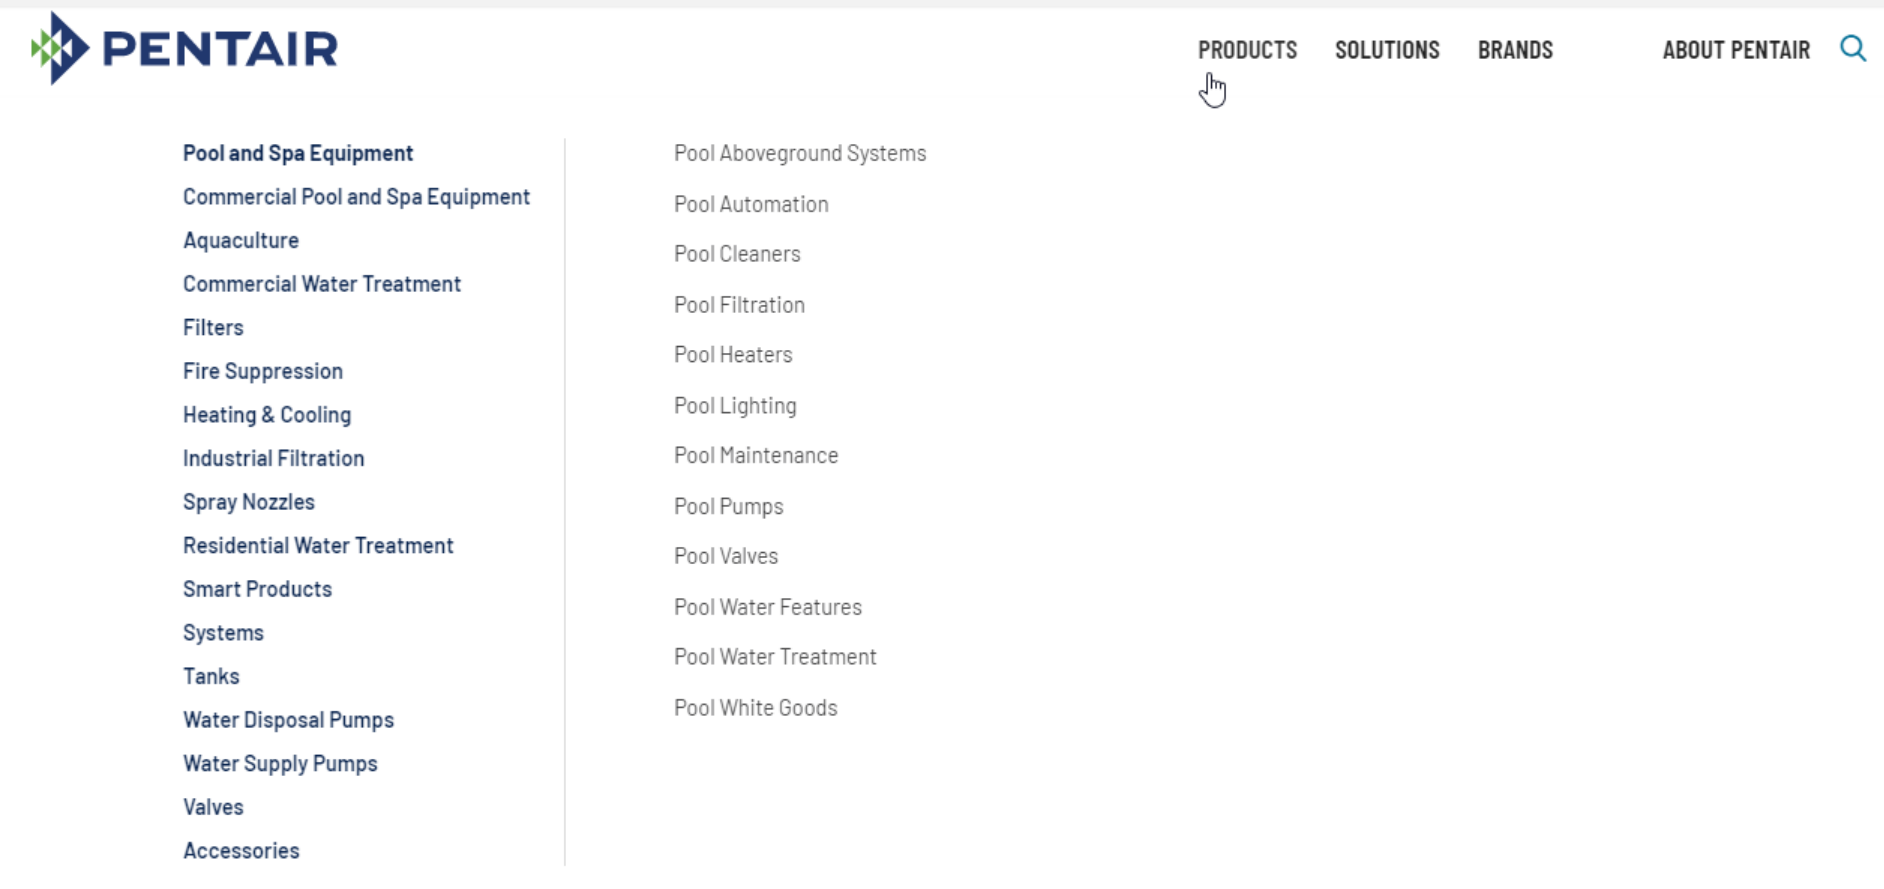 PENTAIR
PRODUCTS SOLUTIONS BRANDS ABOUT PENTAIR
Pool and Spa Equipment
Commercial Pool and Spa Equipment
Aquaculture
Commercial Water Treatment
Filters
Fire Suppression
Heating & Cooling
Industrial Filtration
Spray Nozzles
Residential Water Treatment
Smart Products
Systems
Tanks
Water Disposal Pumps
Water Supply Pumps
Valves
Accessories
Pool Aboveground Systems
Pool Automation
Pool Cleaners
Pool Filtration
Pool Heaters
Pool Lighting
Pool Maintenance
Pool Pumps
Pool Valves
Pool Water Features
Pool Water Treatment
Pool White Goods